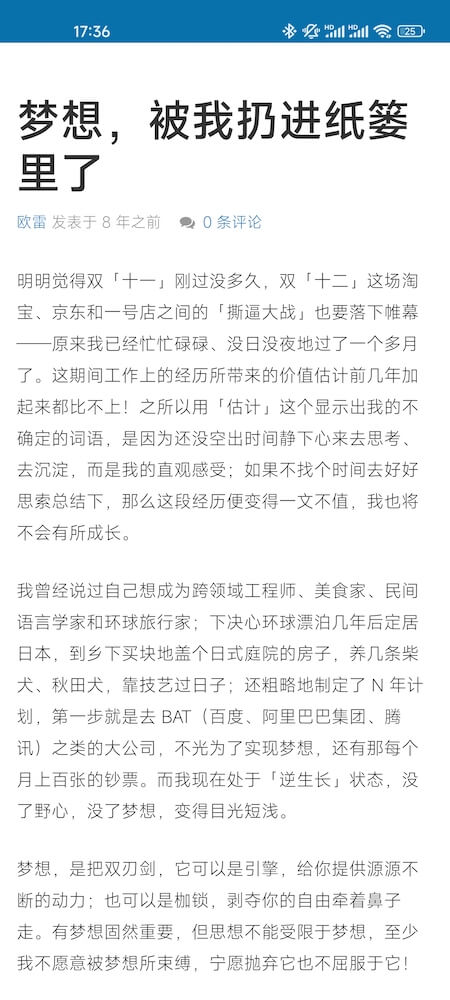 17:36
HD HD 25
梦想，被我扔进纸篓
里了
欧雷 发表于 8 年之前 0 条评论
明明觉得双「十一」刚过没多久，双「十二」这场淘
宝、京东和一号店之间的「撕逼大战」也要落下帷幕
——原来我已经忙忙碌碌、没日没夜地过了一个多月
了。这期间工作上的经历所带来的价值估计前几年加
起来都比不上！之所以用「估计」这个显示出我的不
确定的词语，是因为还没空出时间静下心来去思考、
去沉淀，而是我的直观感受；如果不找个时间去好好
思索总结下，那么这段经历便变得一文不值，我也将
不会有所成长。
我曾经说过自己想成为跨领域工程师、美食家、民间
语言学家和环球旅行家；下决心环球漂泊几年后定居
日本，到乡下买块地盖个日式庭院的房子，养几条柴
犬、秋田犬，靠技艺过日子；还粗略地制定了 N 年计
划，第一步就是去 BAT（百度、阿里巴巴集团、腾
讯）之类的大公司，不光为了实现梦想，还有那每个
月上百张的钞票。而我现在处于「逆生长」状态，没
了野心，没了梦想，变得目光短浅。
梦想，是把双刃剑，它可以是引擎，给你提供源源不
断的动力；也可以是枷锁，剥夺你的自由牵着鼻子
走。有梦想固然重要，但思想不能受限于梦想，至少
我不愿意被梦想所束缚，宁愿抛弃它也不屈服于它！